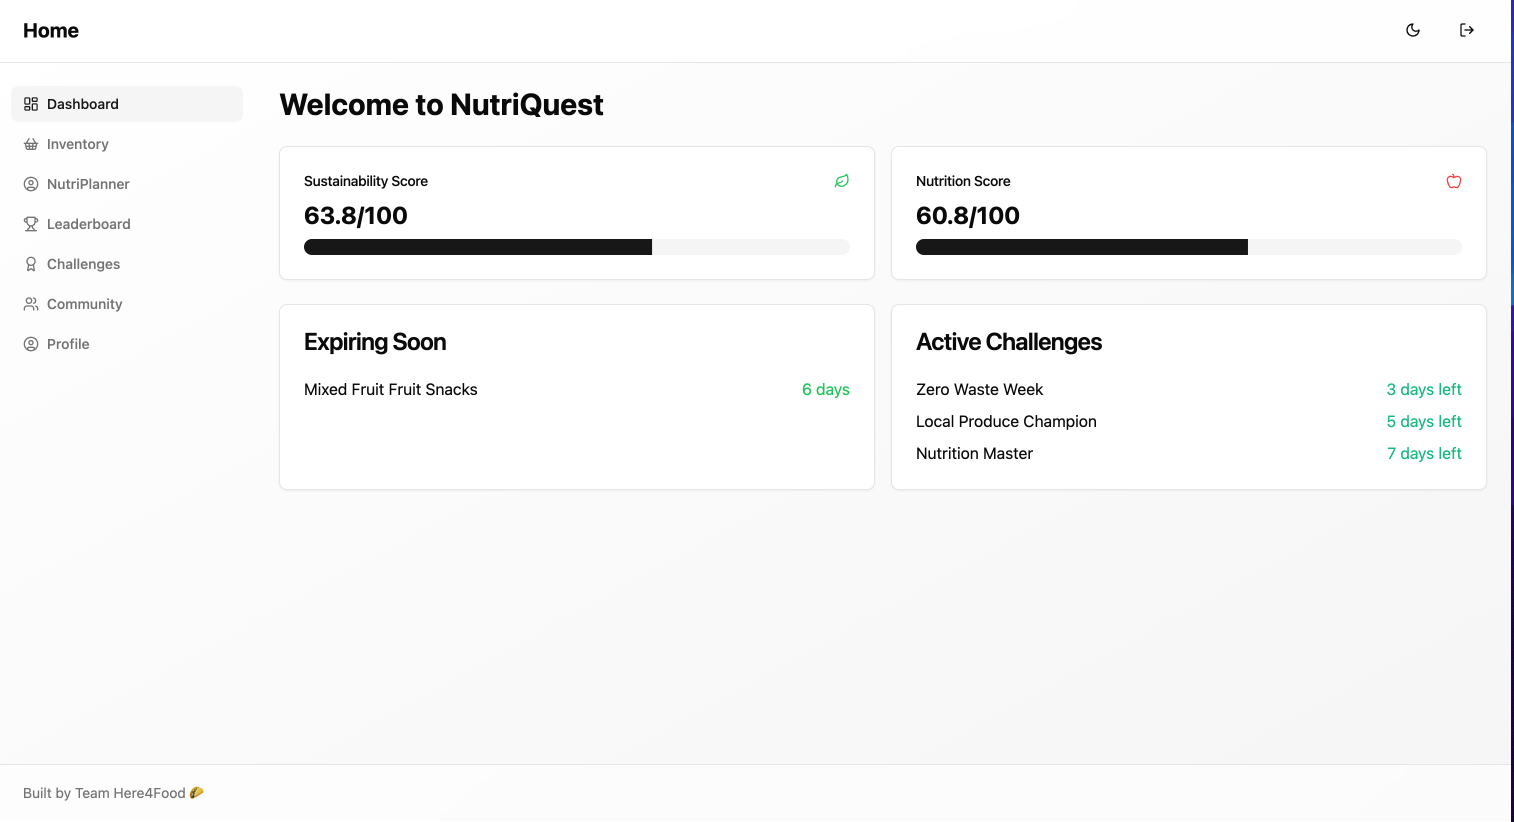 Home
Dashboard
Inventory
NutriPlanner
Leaderboard
Challenges
Community
Profile
Welcome to NutriQuest
Sustainability Score
63.8/100
Nutrition Score
60.8/100
Expiring Soon
Mixed Fruit Fruit Snacks 6 days
Active Challenges
Zero Waste Week 3 days left
Local Produce Champion 5 days left
Nutrition Master 7 days left
Built by Team Here4Food 🌮